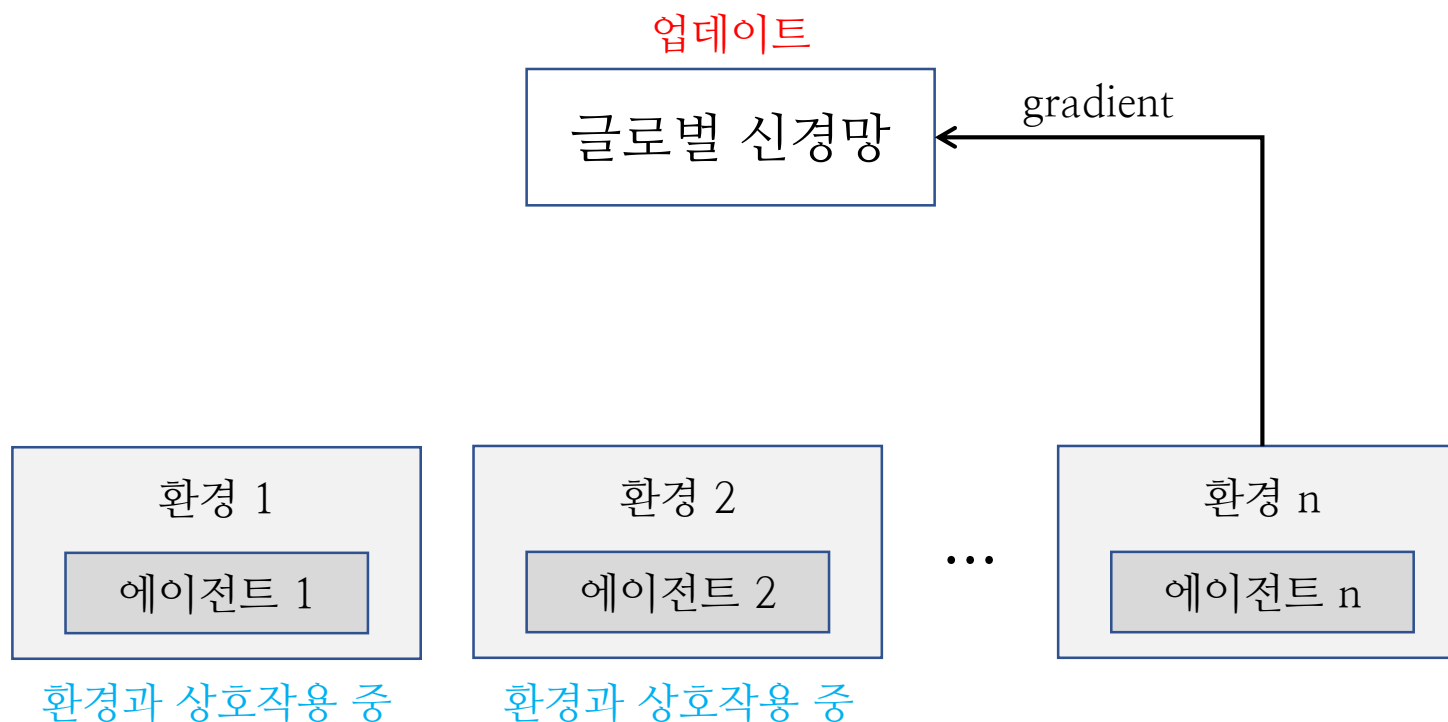 업데이트
글로벌 신경망
gradient
환경 1
에이전트 1
환경과 상호작용 중
환경 2
에이전트 2
환경과 상호작용 중
...
환경 n
에이전트 n